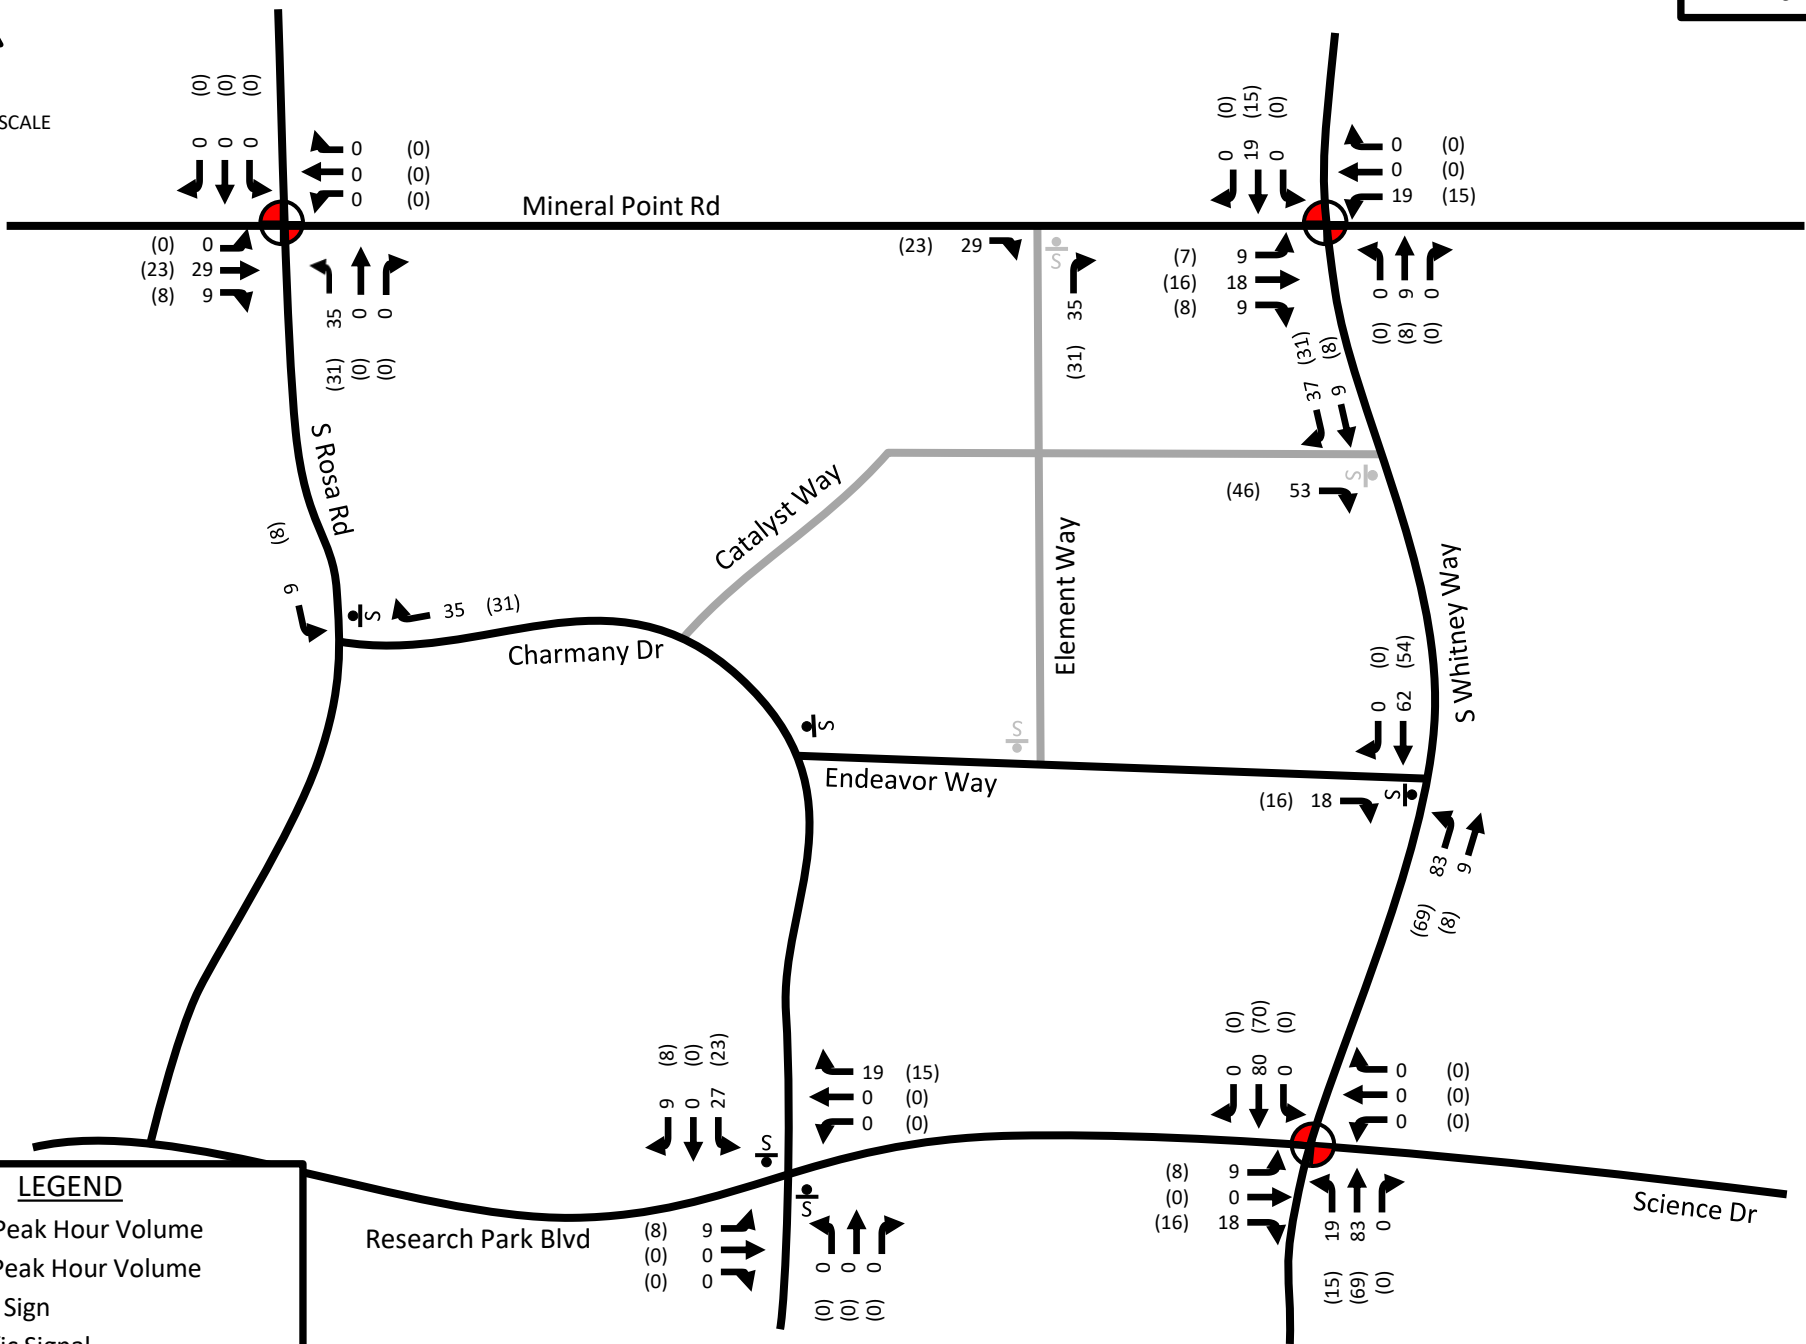 SCALE
(0) (0) (0)
0 0 0
0 (0)
0 (0)
0 (0)
Mineral Point Rd
(0) 0
(23) 29
(8) 9
35 0 0
(31) (0) (0)
(23) 29
S
35
(31)
(0) (15) (0)
0 19 0
0 (0)
0 (0)
19 (15)
(7) 9
(16) 18
(8) 9
0 9 0
(0) (8) (0)
(31) (8)
37 9
S
(46) 53
S Rosa Rd
(8)
9
S
35 (31)
Charmany Dr
Catalyst Way
Element Way
S Whitney Way
S
S
Endeavor Way
(0) (54)
0 62
(16) 18
S
83 9
(69) (8)
(8) (0) (23)
9 0 27
19 (15)
0 (0)
0 (0)
S
S
Research Park Blvd
(8) 9
(0) 0
(0) 0
0 0 0
(0) (0) (0)
(0) (70) (0)
0 80 0
0 (0)
0 (0)
0 (0)
(8) 9
(0) 0
(16) 18
19 83 0
(15) (69) (0)
Science Dr
LEGEND
Peak Hour Volume
Peak Hour Volume
Sign